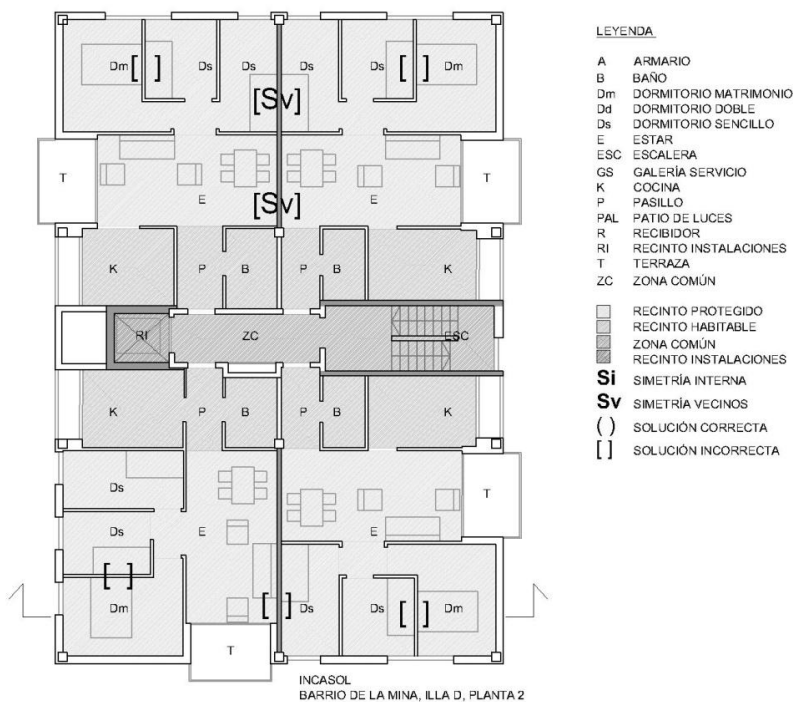 Dm
[ ]
Ds
Ds
Ds
Ds
[ ]
Dm
[Sv]
T
T
E
[Sv]
E
K
P
B
P
B
K
RI
ZC
ESC
K
P
B
P
B
K
Ds
E
E
T
Ds
[ ]
Dm
[ ]
Ds
Ds
[ ]
Dm
T
INCASOL
BARRIO DE LA MINA, ILLA D, PLANTA 2
LEYENDA
A ARMARIO
B BAÑO
Dm DORMITORIO MATRIMONIO
Dd DORMITORIO DOBLE
Ds DORMITORIO SENCILLO
E ESTAR
ESC ESCALERA
GS GALERÍA SERVICIO
K COCINA
P PASILLO
PAL PATIO DE LUCES
R RECIBIDOR
RI RECINTO INSTALACIONES
T TERRAZA
ZC ZONA COMÚN
RECINTO PROTEGIDO
RECINTO HABITABLE
ZONA COMÚN
RECINTO INSTALACIONES
Si SIMETRÍA INTERNA
Sv SIMETRÍA VECINOS
( ) SOLUCIÓN CORRECTA
[ ] SOLUCIÓN INCORRECTA